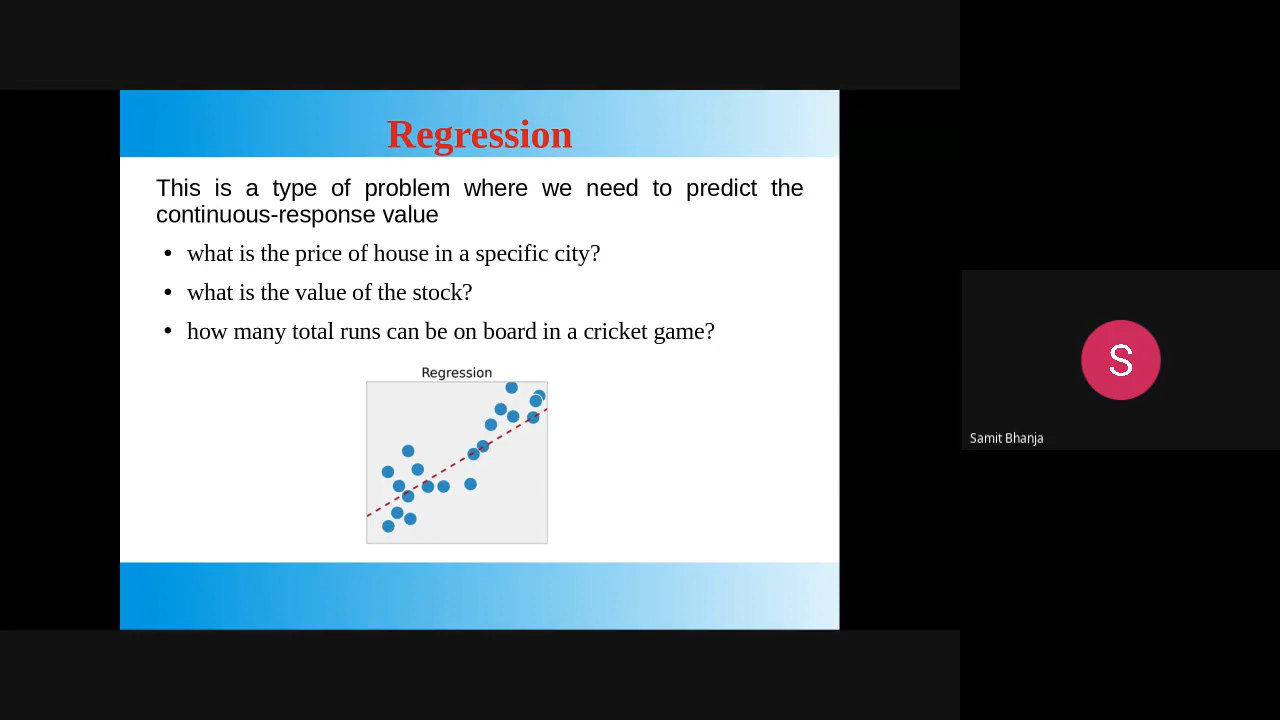 Regression
This is a type of problem where we need to predict the
continuous-response value
• what is the price of house in a specific city?
• what is the value of the stock?
• how many total runs can be on board in a cricket game?
Regression
S
Samit Bhanja